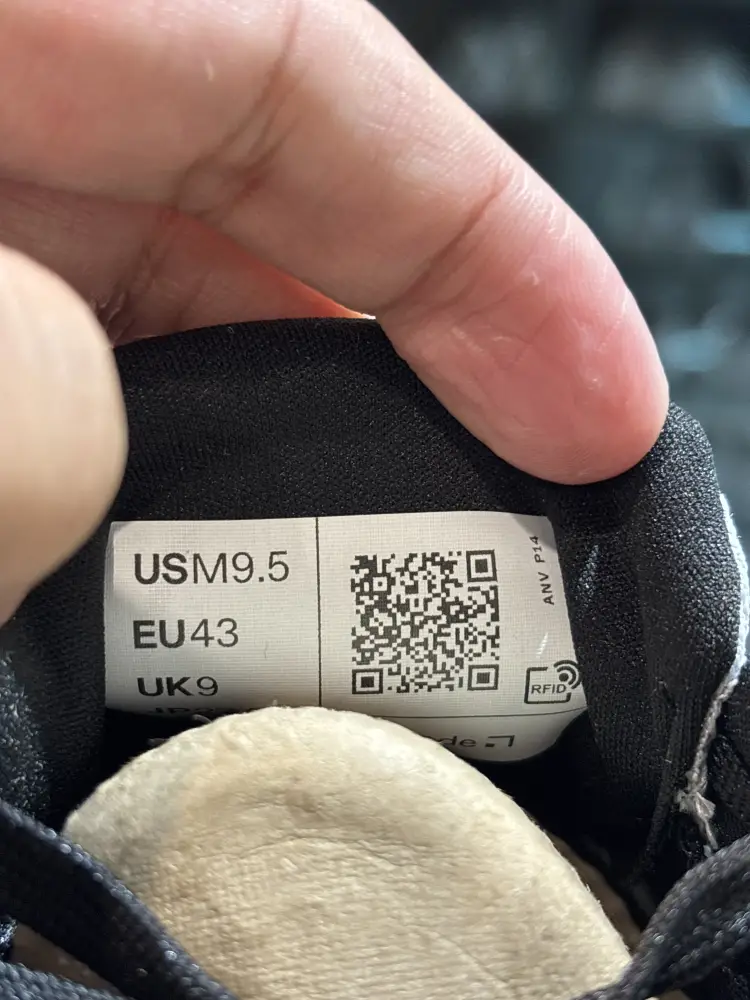 USM9.5
EU43
UK9
ANV P14
RFID